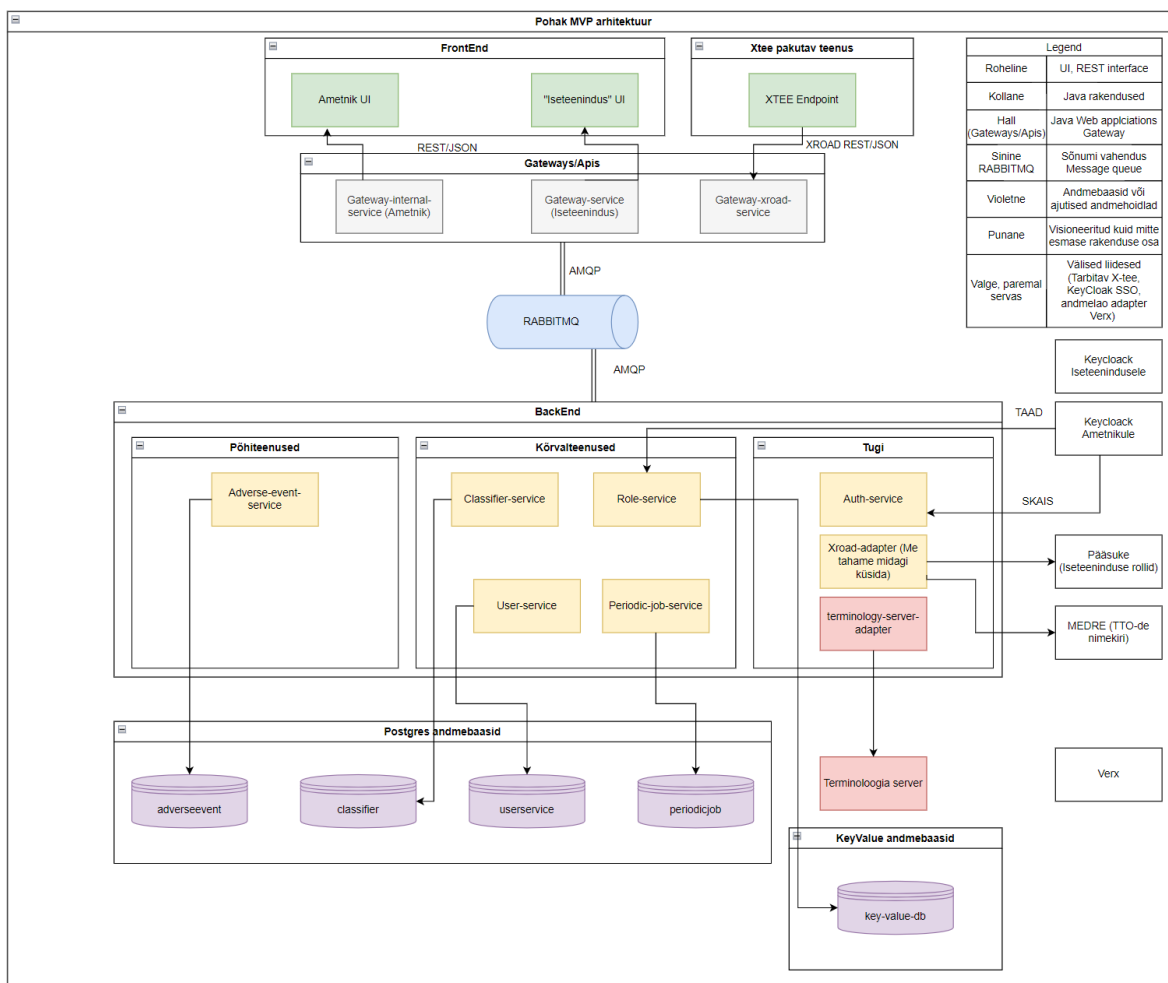 Pohak MVP arhitektuur
FrontEnd
Ametnik UI
"Iseteenindus" UI
Xtee pakutav teenus
XTEE Endpoint
Legend
Roheline
UI, REST interface
Kollane
Java rakendused
Hall
(Gateways/Apis)
Java Web applciations
Gateway
Sinine
RABBITMQ
Sõnumi vahendus
Message queue
Violetne
Andmebaasid või
ajutised andmehoidlad
Punane
Visioneeritud kuid mitte
esmase rakenduse osa
Valge, paremal
servas
Välised liidesed
(Tarbitav X-tee,
KeyCloak SSO,
andmelao adapter
Verx)
REST/JSON
XROAD REST/JSON
Gateways/Apis
Gateway-internal-
service (Ametnik)
Gateway-service
(Iseteenindus)
Gateway-xroad-
service
AMQP
RABBITMQ
AMQP
Keycloack
Iseteenindusele
Keycloack
Ametnikule
TAAD
SKAIS
BackEnd
Põhiteenused
Adverse-event-
service
Kõrvalteenused
Classifier-service
Role-service
User-service
Periodic-job-service
Tugi
Auth-service
Xroad-adapter (Me
tahame midagi
küsida)
terminology-server-
adapter
Pääsuke
(Iseteeninduse rollid)
MEDRE (TTO-de
nimekiri)
Postgres andmebaasid
adverseevent
classifier
userservice
periodicjob
Terminoloogia server
Verx
KeyValue andmebaasid
key-value-db